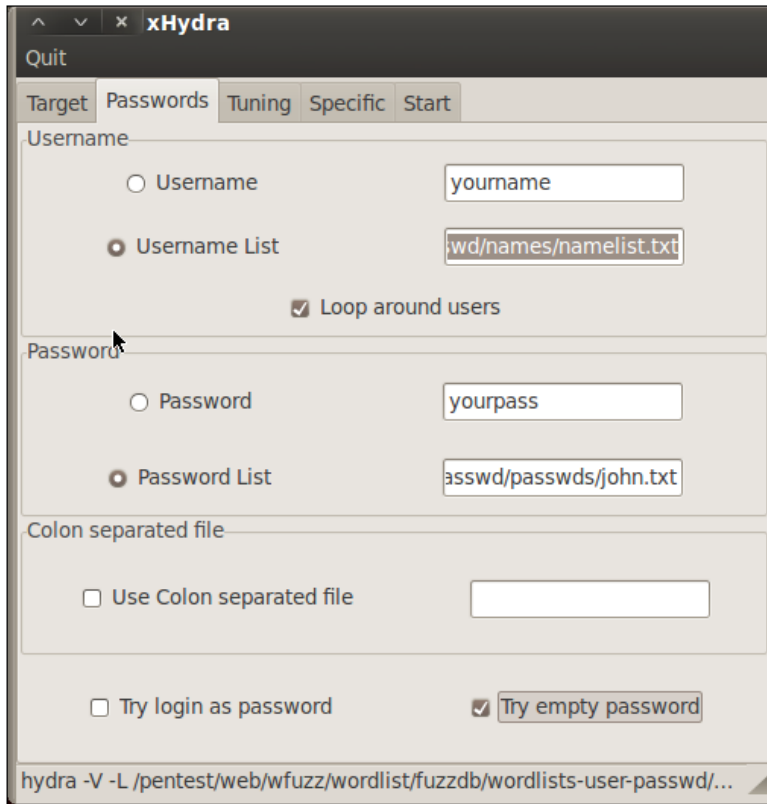 xHydra
Quit
Target Passwords Tuning Specific Start
Username
Username yourname
Username List swd/names/namelist.txt
Loop around users
Password
Password yourpass
Password List asswd/passwds/john.txt
Colon separated file
Use Colon separated file
Try login as password Try empty password
hydra -V -L /pentest/web/wfuzz/wordlist/fuzzdb/wordlists-user-passwd/...